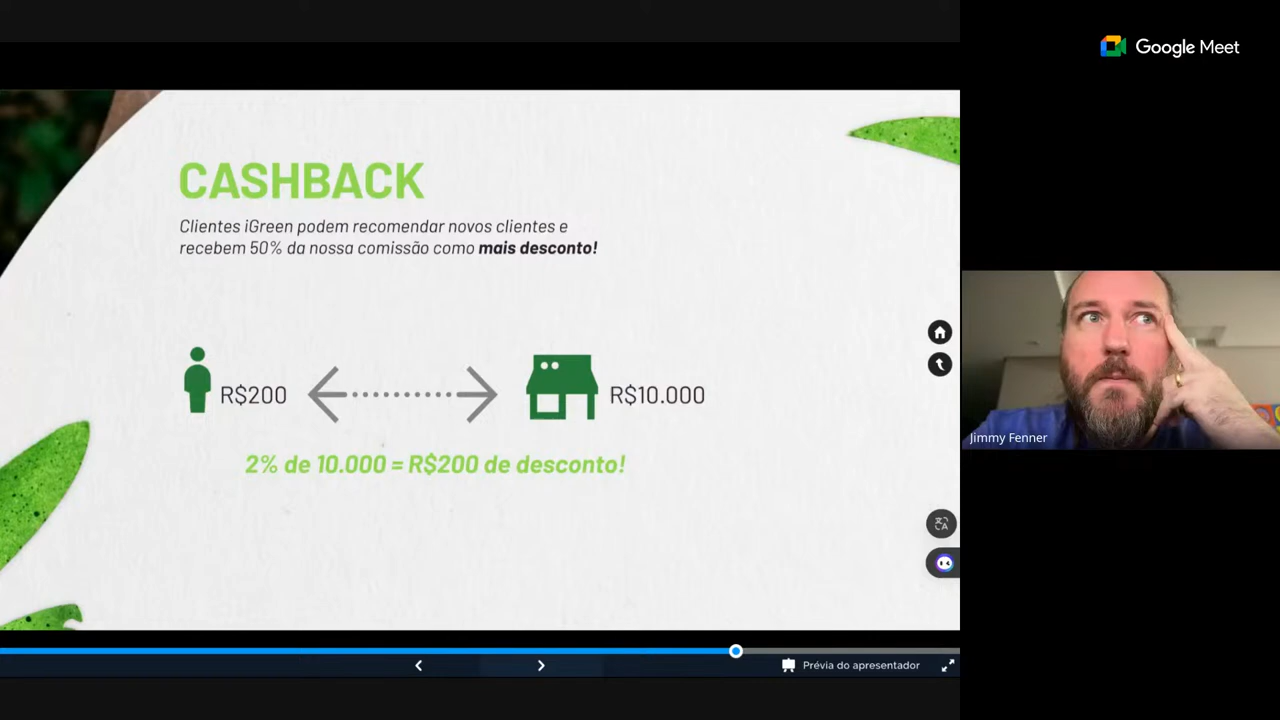 Google Meet
CASHBACK
Clientes iGreen podem recomendar novos clientes e
recebem 50% da nossa comissão como mais desconto!
R$200
R$10.000
2% de 10.000 = R$200 de desconto!
Jimmy Fenner
Prévia do apresentador